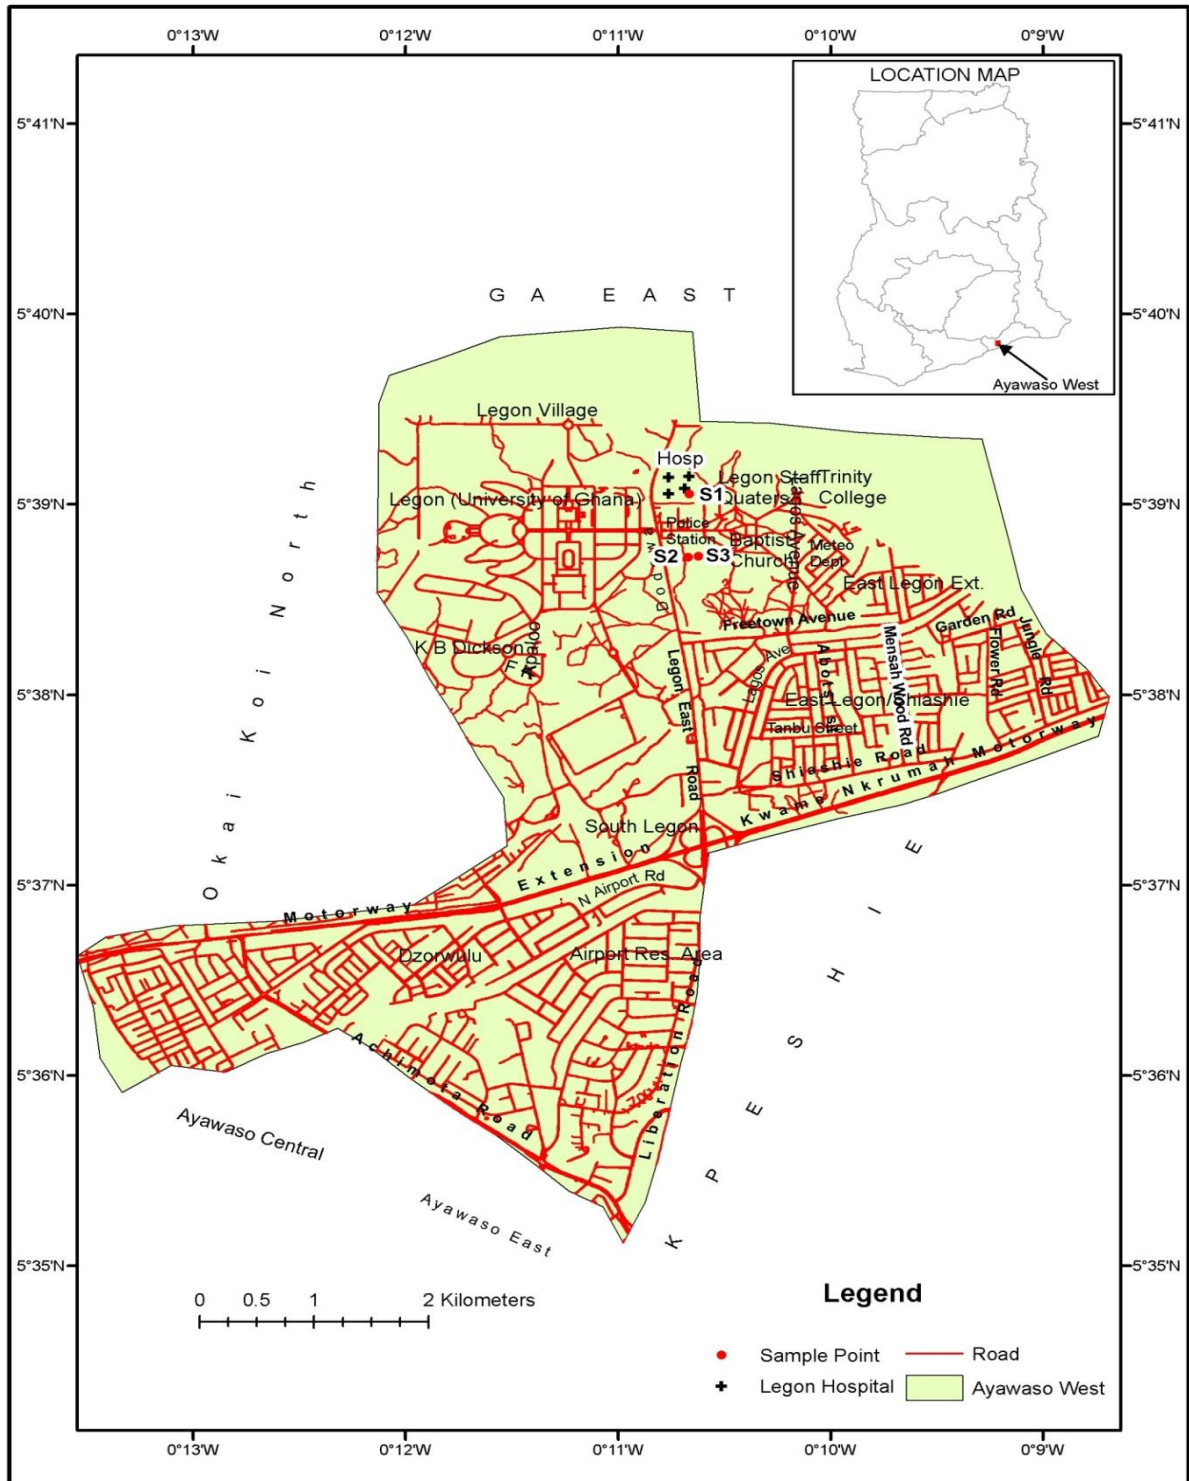 0°13'W 0°12'W 0°11'W 0°10'W 0°9'W
LOCATION MAP
Ayawaso West
5°41'N 5°41'N
5°40'N 5°40'N
5°39'N 5°39'N
5°38'N 5°38'N
5°37'N 5°37'N
5°36'N 5°36'N
5°35'N 5°35'N
GA EAST
Legon Village
Hosp
Legon Staff
Quaters
Trinity
College
S1
Legon (University of Ghana)
Police
Station
Lagos Avenue
Baptist
Church
Meteo
Dept
S2
S3
East Legon Ext.
Okai Koi North
Freetown Avenue
Garden Rd
Jungle Rd
Flower Rd
K B Dickson
Mensah Wood Rd
Abotsi St
Lagos Ave
Legon East Road
East Legon/Shiashie
Tanbu Street
Shiashie Road
Kwame Nkrumah Motorway
South Legon
Motorway Extension
N Airport Rd
Dzorwulu
Airport Res. Area
Liberation Road
Achimota Road
KPESHIE
Ayawaso Central
Ayawaso East
0 0.5 1 2 Kilometers
Legend
Sample Point
Road
Legon Hospital
Ayawaso West
0°13'W 0°12'W 0°11'W 0°10'W 0°9'W